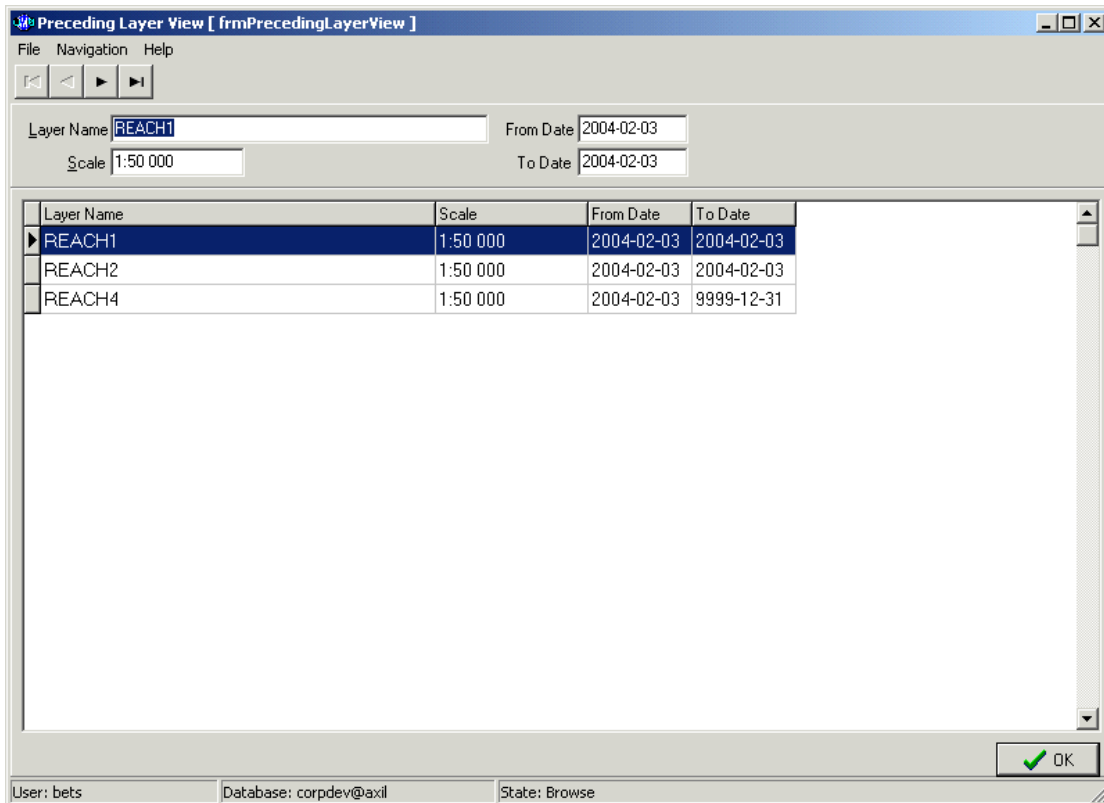 Preceding Layer View [ frmPrecedingLayerView ]
File Navigation Help
Layer Name REACH1 From Date 2004-02-03
Scale 1:50 000 To Date 2004-02-03
Layer Name Scale From Date To Date
REACH1 1:50 000 2004-02-03 2004-02-03
REACH2 1:50 000 2004-02-03 2004-02-03
REACH4 1:50 000 2004-02-03 9999-12-31
OK
User: bets Database: corpdev@axil State: Browse